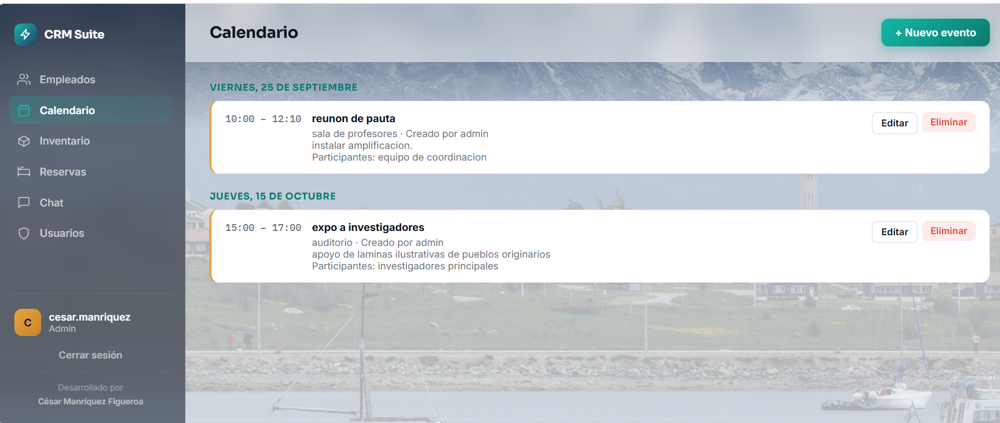 CRM Suite
Empleados
Calendario
Inventario
Reservas
Chat
Usuarios
C
cesar.manriquez
Admin
Cerrar sesión
Desarrollado por
César Manríquez Figueroa
Calendario
+ Nuevo evento
VIERNES, 25 DE SEPTIEMBRE
10:00 – 12:10
reunon de pauta
sala de profesores · Creado por admin
instalar amplificacion.
Participantes: equipo de coordinacion
Editar
Eliminar
JUEVES, 15 DE OCTUBRE
15:00 – 17:00
expo a investigadores
auditorio · Creado por admin
apoyo de laminas ilustrativas de pueblos originarios
Participantes: investigadores principales
Editar
Eliminar